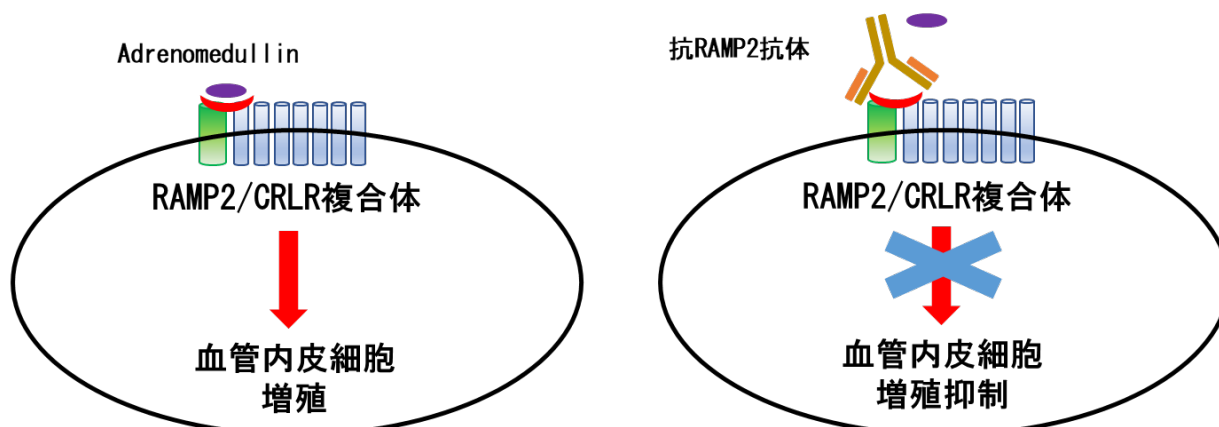 Adrenomedullin
RAMP2/CRLR複合体
血管内皮細胞
増殖
抗RAMP2抗体
RAMP2/CRLR複合体
血管内皮細胞
増殖抑制